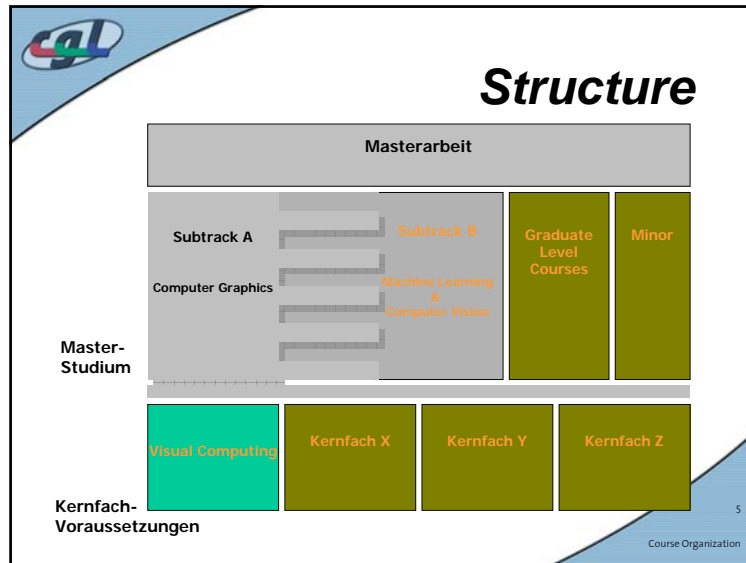 cgl
Structure
Masterarbeit
Subtrack A
Computer Graphics
Subtrack B
Machine Learning
&
Computer Vision
Graduate
Level
Courses
Minor
Master-
Studium
Visual Computing
Kernfach X
Kernfach Y
Kernfach Z
Kernfach-
Voraussetzungen
5
Course Organization